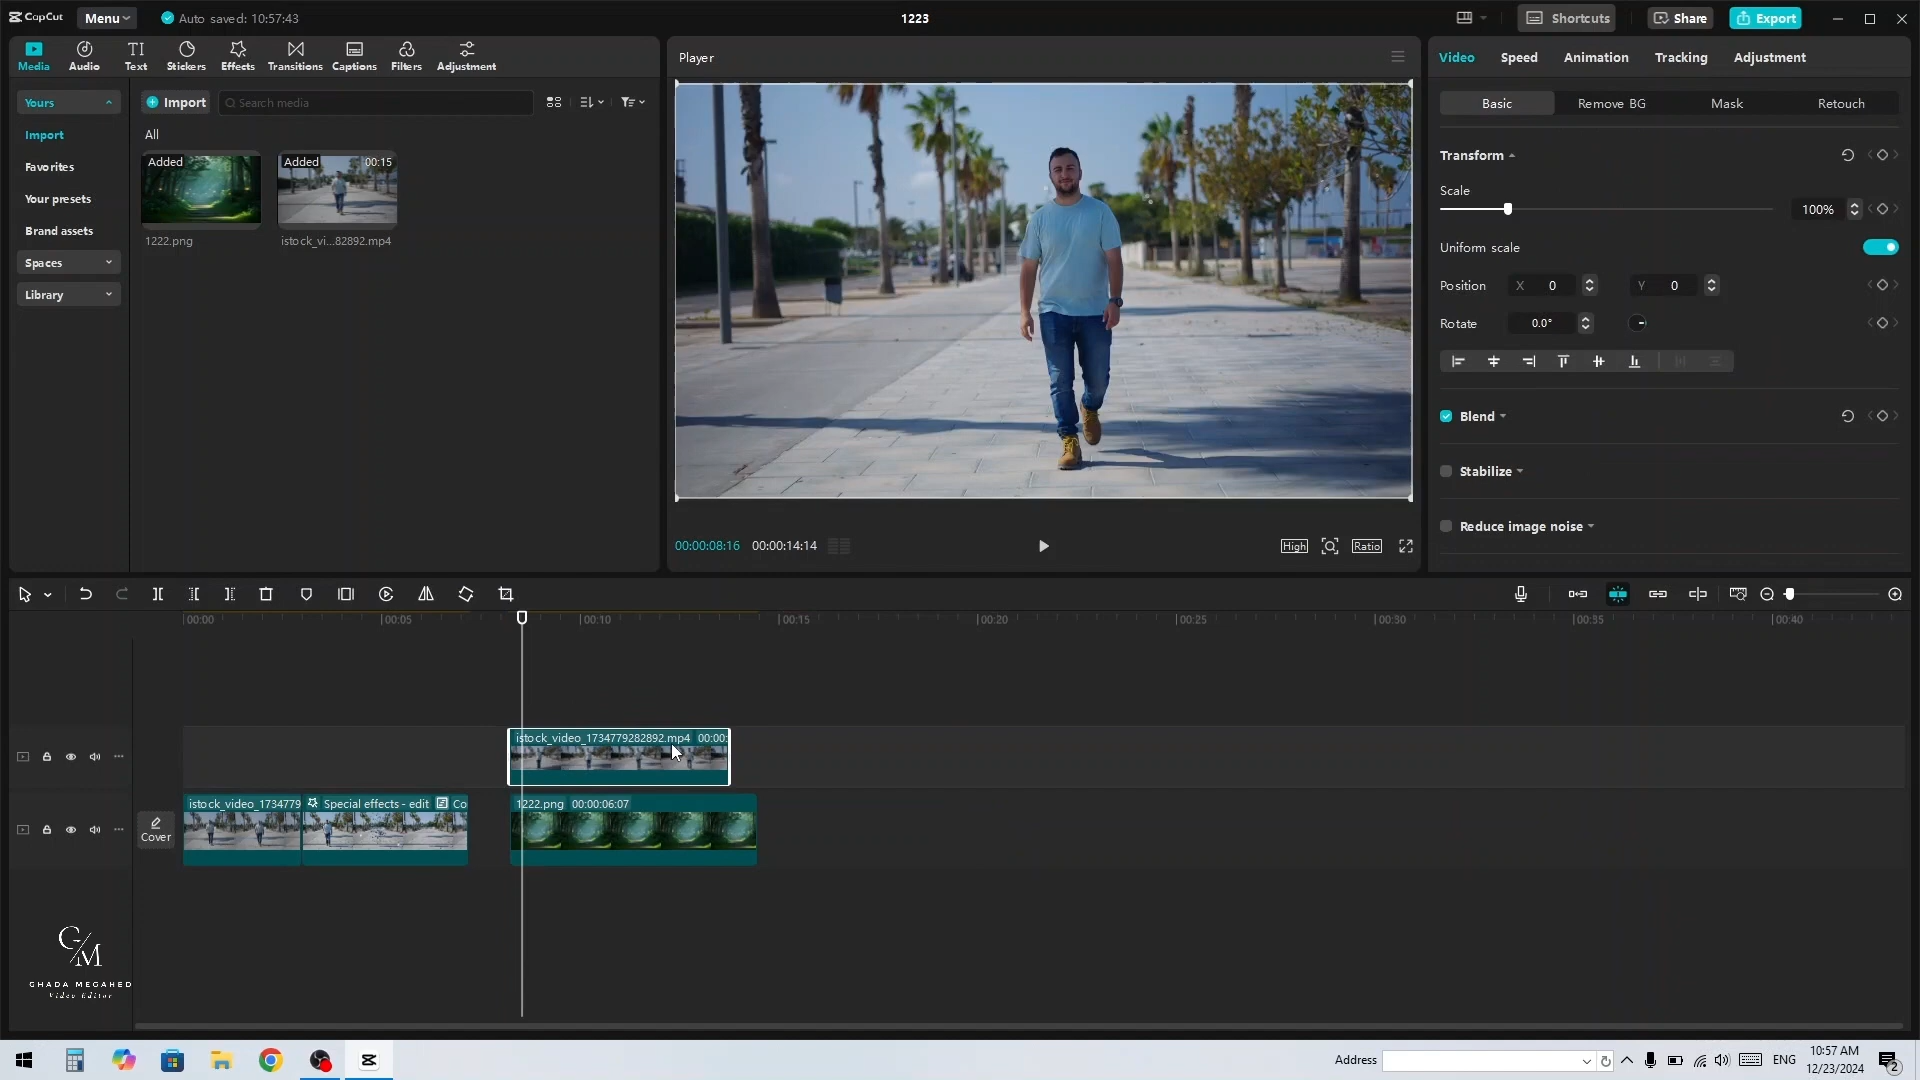 CapCut
Menu
Auto saved: 10:57:43
1223
Shortcuts
Share
Export
Media
Audio
Text
Stickers
Effects
Transitions
Captions
Filters
Adjustment
Player
Video
Speed
Animation
Tracking
Adjustment
Yours
Import
Search media
Basic
Remove BG
Mask
Retouch
Import
All
Favorites
Added
Added
00:15
Transform
Your presets
Scale
100%
Brand assets
1222.png
istock_vi...82892.mp4
Uniform scale
Spaces
Library
Position X 0 Y 0
Rotate 0.0°
Blend
Stabilize
Reduce image noise
00:00:08:16 00:00:14:14
High
Ratio
00:00
00:05
00:10
00:15
00:20
00:25
00:30
00:35
00:40
istock_video_1734779282892.mp4 00:00:
istock_video_1734779
Special effects - edit
Co
1222.png 00:00:06:07
Cover
G/M
GHADA MEGAHED
Video Editor
Address
ENG
10:57 AM
12/23/2024
2